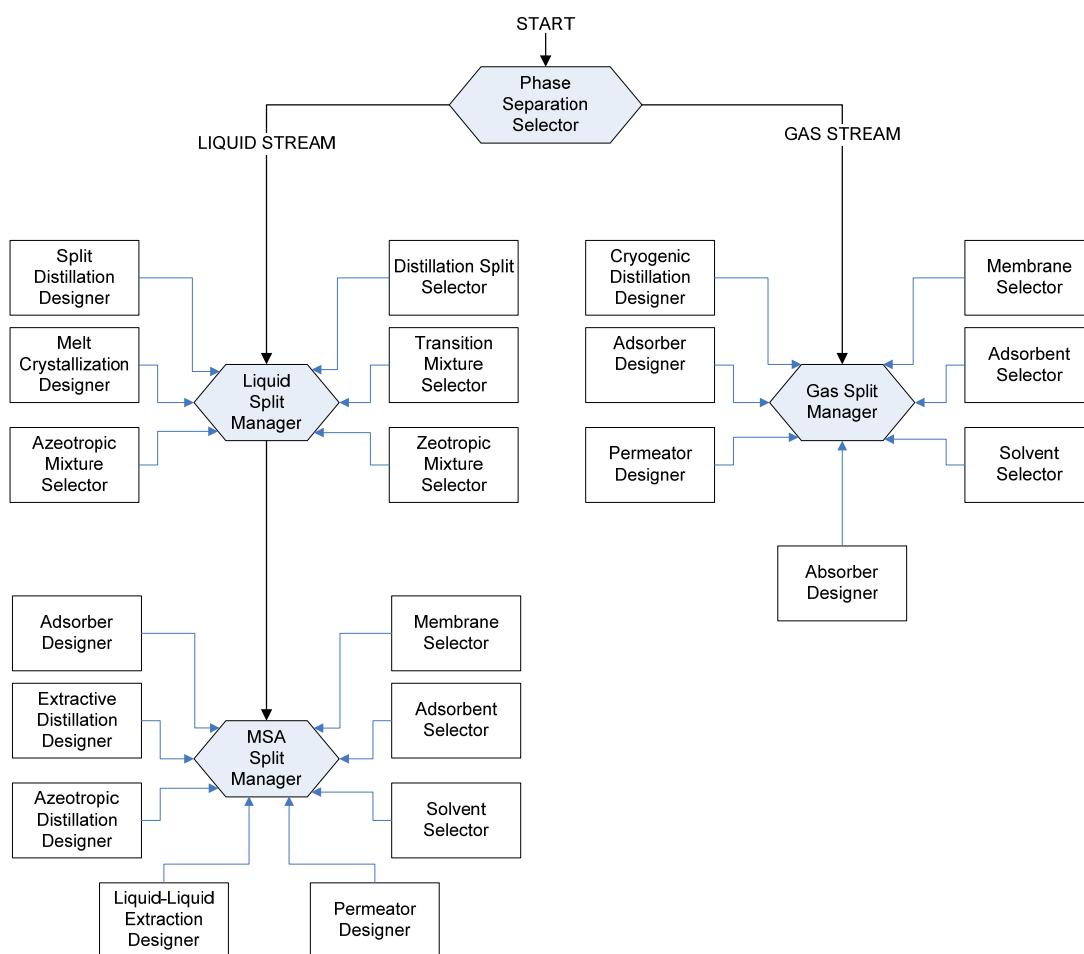 START
Phase
Separation
Selector
LIQUID STREAM
GAS STREAM
Split
Distillation
Designer
Distillation Split
Selector
Cryogenic
Distillation
Designer
Membrane
Selector
Melt
Crystallization
Designer
Transition
Mixture
Selector
Adsorber
Designer
Adsorbent
Selector
Liquid
Split
Manager
Gas Split
Manager
Azeotropic
Mixture
Selector
Zeotropic
Mixture
Selector
Permeator
Designer
Solvent
Selector
Absorber
Designer
Adsorber
Designer
Membrane
Selector
Extractive
Distillation
Designer
Adsorbent
Selector
MSA
Split
Manager
Azeotropic
Distillation
Designer
Solvent
Selector
Liquid-Liquid
Extraction
Designer
Permeator
Designer